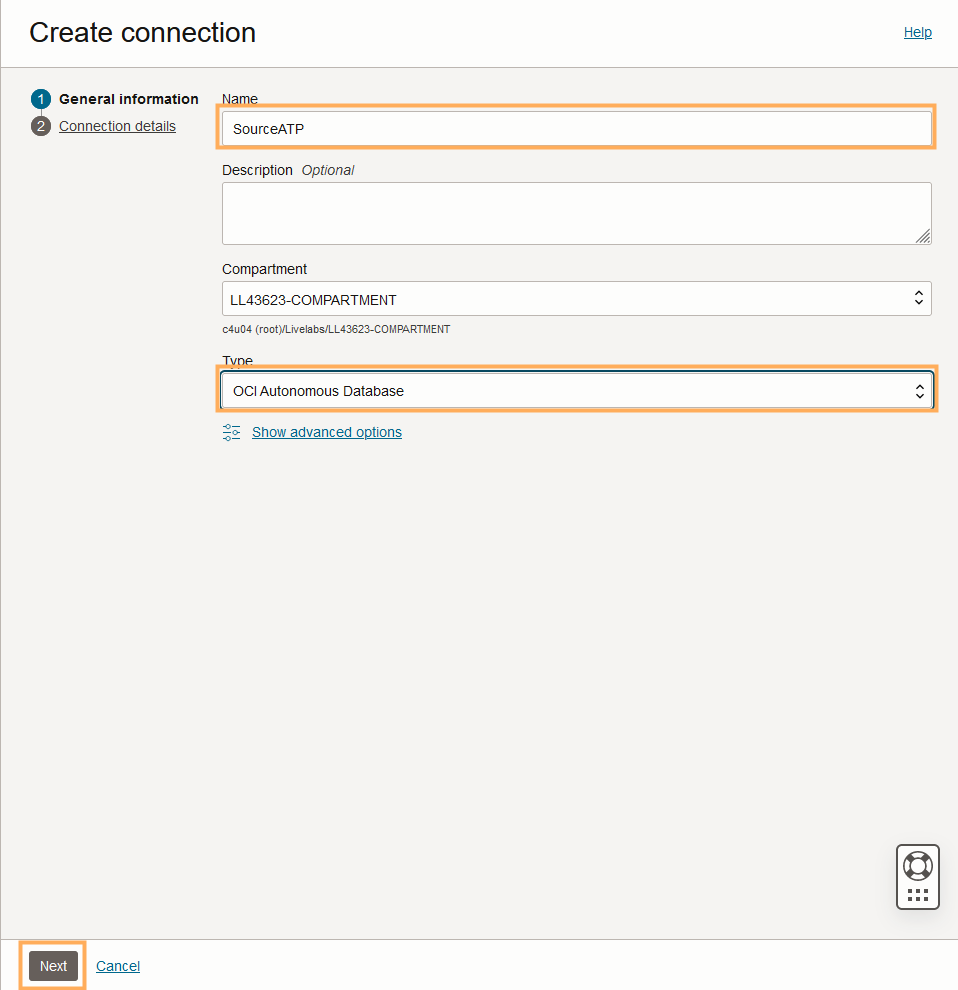 Create connection
Help
1 General information
2 Connection details
Name
SourceATP
Description Optional
Compartment
LL43623-COMPARTMENT
c4u04 (root)/Livelabs/LL43623-COMPARTMENT
Type
OCI Autonomous Database
Show advanced options
Next
Cancel